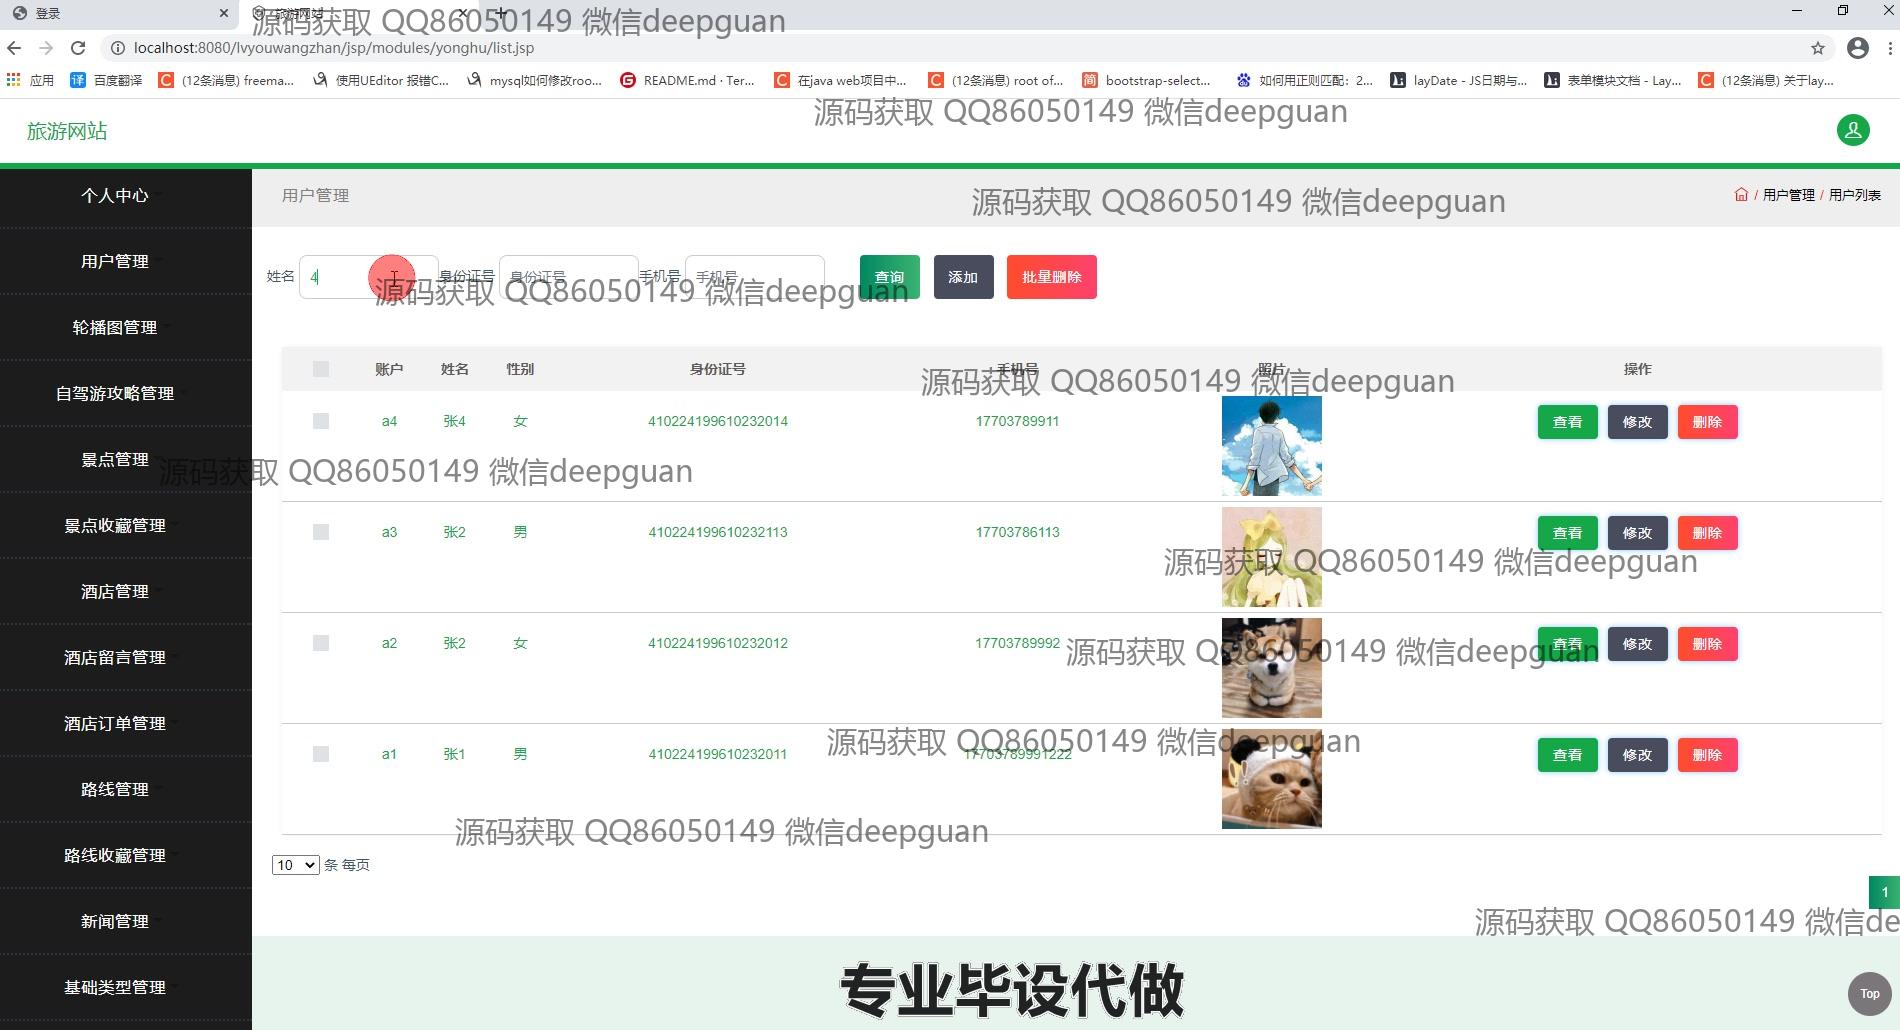 登录
旅游网站
源码获取 QQ86050149 微信deepguan
localhost:8080/lvyouwangzhan/jsp/modules/yonghu/list.jsp
应用 百度翻译 (12条消息) freema... 使用UEditor 报错C... mysql如何修改roo... README.md · Ter... 在java web项目中... (12条消息) root of... bootstrap-select... 如何用正则匹配：2... layDate - JS日期与... 表单模块文档 - Lay... (12条消息) 关于lay...
源码获取 QQ86050149 微信deepguan
旅游网站
个人中心
用户管理
轮播图管理
自驾游攻略管理
景点管理
景点收藏管理
酒店管理
酒店留言管理
酒店订单管理
路线管理
路线收藏管理
新闻管理
基础类型管理
用户管理
源码获取 QQ86050149 微信deepguan
/ 用户管理 / 用户列表
姓名 4 身份证号 身份证号 手机号 手机号 查询 添加 批量删除
源码获取 QQ86050149 微信deepguan
账户 姓名 性别 身份证号 手机号 照片 操作
源码获取 QQ86050149 微信deepguan
a4 张4 女 410224199610232014 17703789911 查看 修改 删除
源码获取 QQ86050149 微信deepguan
a3 张2 男 410224199610232113 17703786113 查看 修改 删除
源码获取 QQ86050149 微信deepguan
a2 张2 女 410224199610232012 17703789992 查看 修改 删除
源码获取 QQ86050149 微信deepguan
源码获取 QQ86050149 微信deepguan
a1 张1 男 410224199610232011 17703789991222 查看 修改 删除
源码获取 QQ86050149 微信deepguan
10 条 每页
1
源码获取 QQ86050149 微信de
专业毕设代做
Top